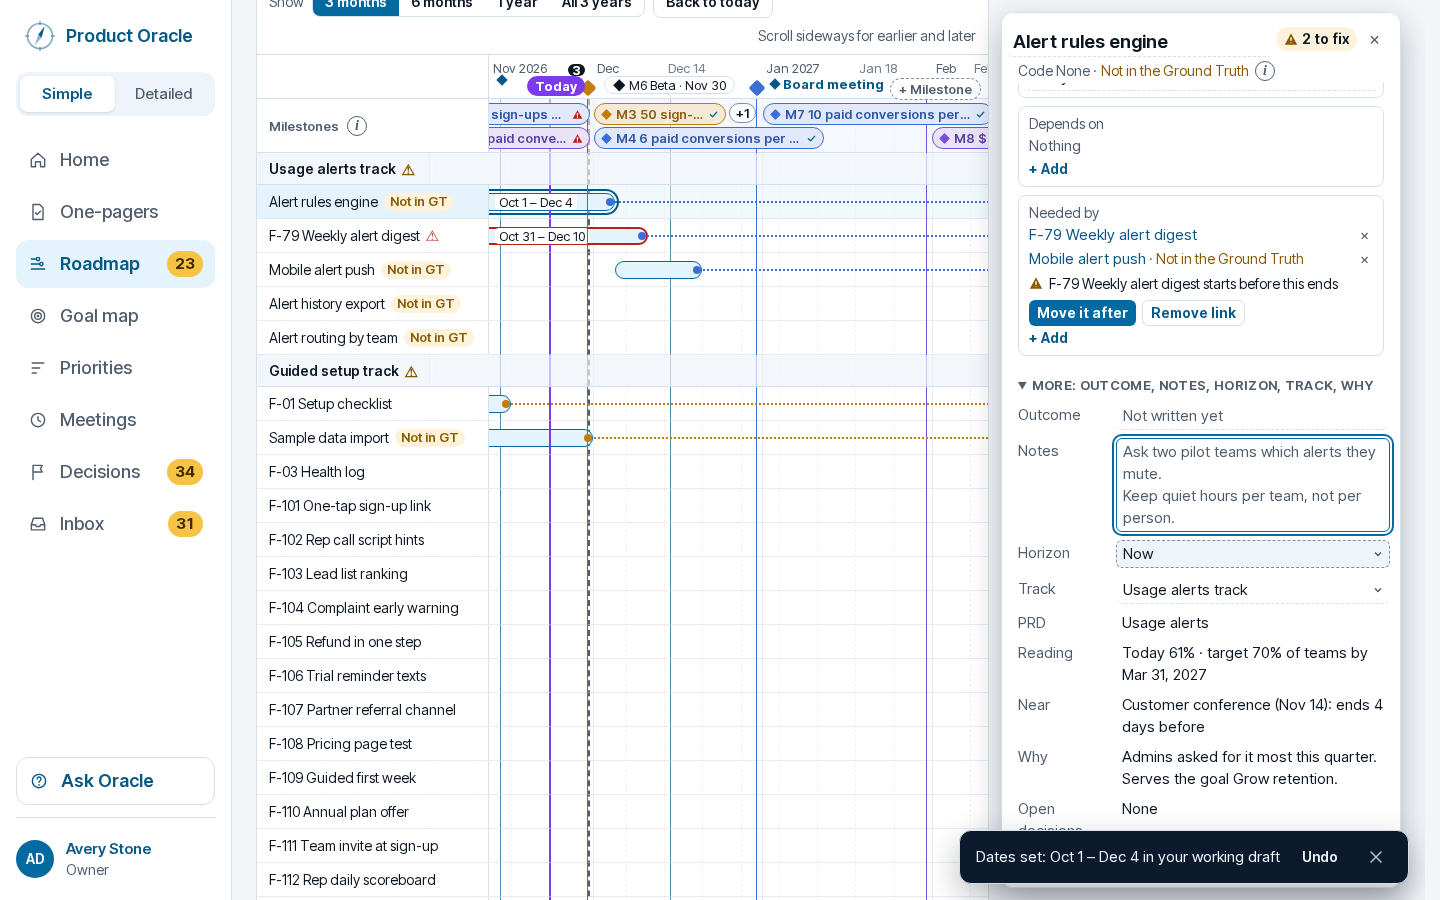 Product Oracle
Simple
Detailed
Home
One-pagers
Roadmap
23
Goal map
Priorities
Meetings
Decisions
34
Inbox
31
Ask Oracle
AD
Avery Stone
Owner
Show
3 months
6 months
1 year
All 3 years
Back to today
Scroll sideways for earlier and later
Nov 2026
3
Dec
Dec 14
Jan 2027
Jan 18
Feb
Fe
Today
M6 Beta · Nov 30
Board meeting
+ Milestone
Milestones
i
sign-ups ...
M3 50 sign-...
+1
M7 10 paid conversions per...
paid conve...
M4 6 paid conversions per ...
M8 $
Usage alerts track
Alert rules engine
Not in GT
Oct 1 – Dec 4
F-79 Weekly alert digest
Oct 31 – Dec 10
Mobile alert push
Not in GT
Alert history export
Not in GT
Alert routing by team
Not in GT
Guided setup track
F-01 Setup checklist
Sample data import
Not in GT
F-03 Health log
F-101 One-tap sign-up link
F-102 Rep call script hints
F-103 Lead list ranking
F-104 Complaint early warning
F-105 Refund in one step
F-106 Trial reminder texts
F-107 Partner referral channel
F-108 Pricing page test
F-109 Guided first week
F-110 Annual plan offer
F-111 Team invite at sign-up
F-112 Rep daily scoreboard
Alert rules engine
2 to fix
×
Code None · Not in the Ground Truth
i
Depends on
Nothing
+ Add
Needed by
F-79 Weekly alert digest
×
Mobile alert push · Not in the Ground Truth
×
F-79 Weekly alert digest starts before this ends
Move it after
Remove link
+ Add
MORE: OUTCOME, NOTES, HORIZON, TRACK, WHY
Outcome
Not written yet
Notes
Ask two pilot teams which alerts they
mute.
Keep quiet hours per team, not per
person.
Horizon
Now
Track
Usage alerts track
PRD
Usage alerts
Reading
Today 61% · target 70% of teams by
Mar 31, 2027
Near
Customer conference (Nov 14): ends 4
days before
Why
Admins asked for it most this quarter.
Serves the goal Grow retention.
Open
decisions
None
Dates set: Oct 1 – Dec 4 in your working draft
Undo